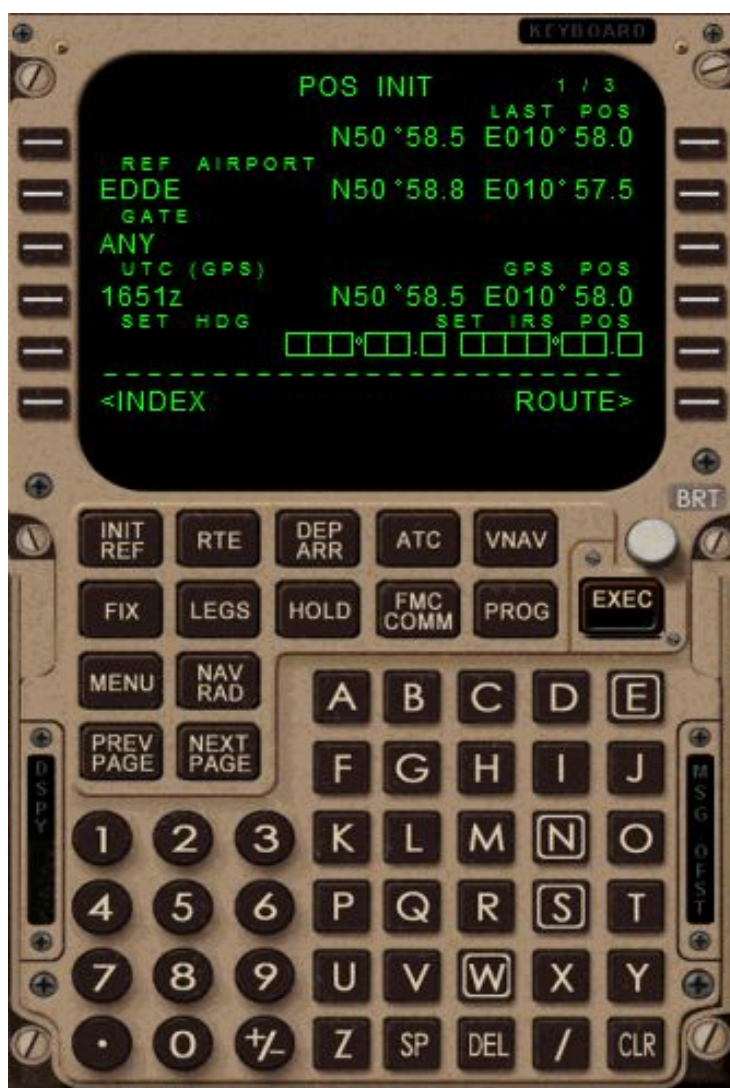 KEYBOARD
POS INIT 1 / 3
LAST POS
N50°58.5 E010°58.0
REF AIRPORT
EDDE N50°58.8 E010°57.5
GATE
ANY
UTC (GPS) GPS POS
1651z N50°58.5 E010°58.0
SET HDG SET IRS POS
□□□°□□.□ □□□□°□□.□
--------------------------
<INDEX ROUTE>
BRT
INIT REF RTE DEP ARR ATC VNAV
FIX LEGS HOLD FMC COMM PROG EXEC
MENU NAV RAD A B C D E
PREV PAGE NEXT PAGE F G H I J
DSPY
MSG OFST
1 2 3 K L M N O
4 5 6 P Q R S T
7 8 9 U V W X Y
. 0 +/- Z SP DEL / CLR